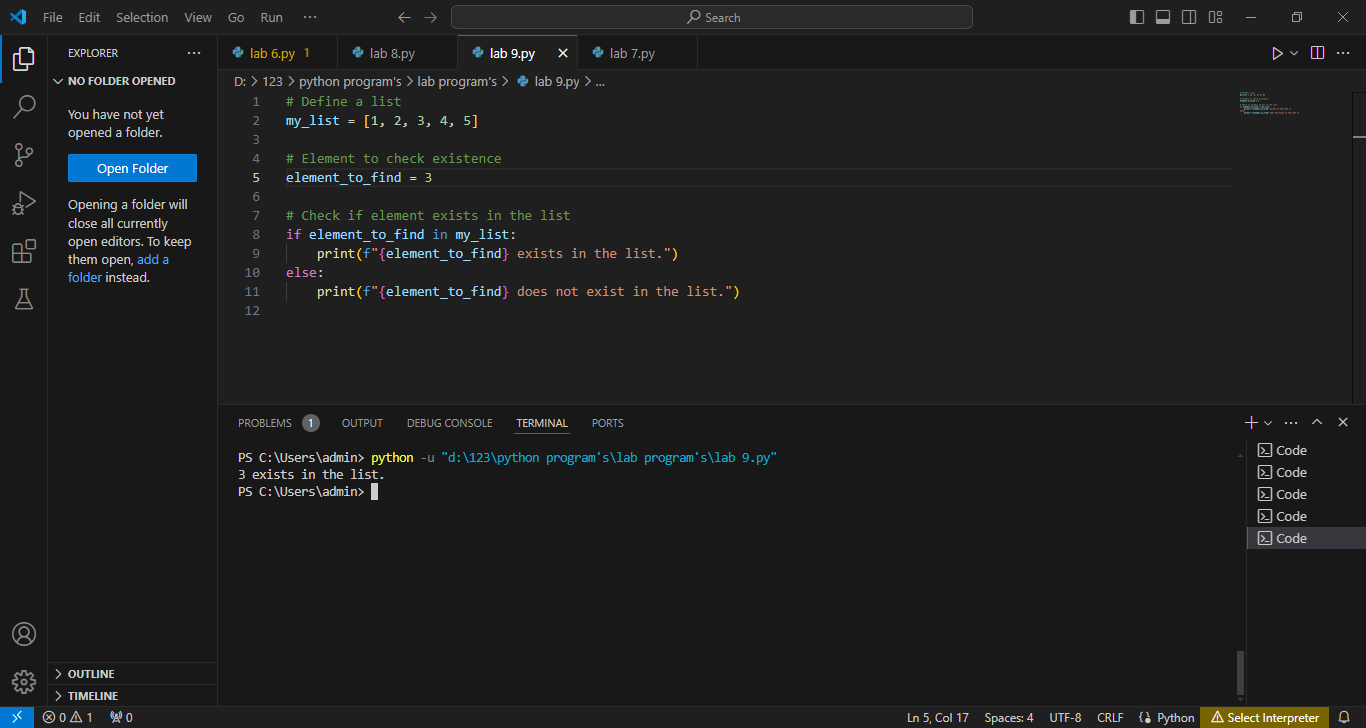 File Edit Selection View Go Run ··· Search
EXPLORER ···
NO FOLDER OPENED
You have not yet
opened a folder.
Open Folder
Opening a folder will
close all currently
open editors. To keep
them open, add a
folder instead.
OUTLINE
TIMELINE
lab 6.py 1 lab 8.py lab 9.py lab 7.py
D: > 123 > python program's > lab program's > lab 9.py > ...
1 # Define a list
2 my_list = [1, 2, 3, 4, 5]
3
4 # Element to check existence
5 element_to_find = 3
6
7 # Check if element exists in the list
8 if element_to_find in my_list:
9 print(f"{element_to_find} exists in the list.")
10 else:
11 print(f"{element_to_find} does not exist in the list.")
12
PROBLEMS 1 OUTPUT DEBUG CONSOLE TERMINAL PORTS
PS C:\Users\admin> python -u "d:\123\python program's\lab program's\lab 9.py"
3 exists in the list.
PS C:\Users\admin>
Code
Code
Code
Code
Code
0 1 0 Ln 5, Col 17 Spaces: 4 UTF-8 CRLF Python Select Interpreter